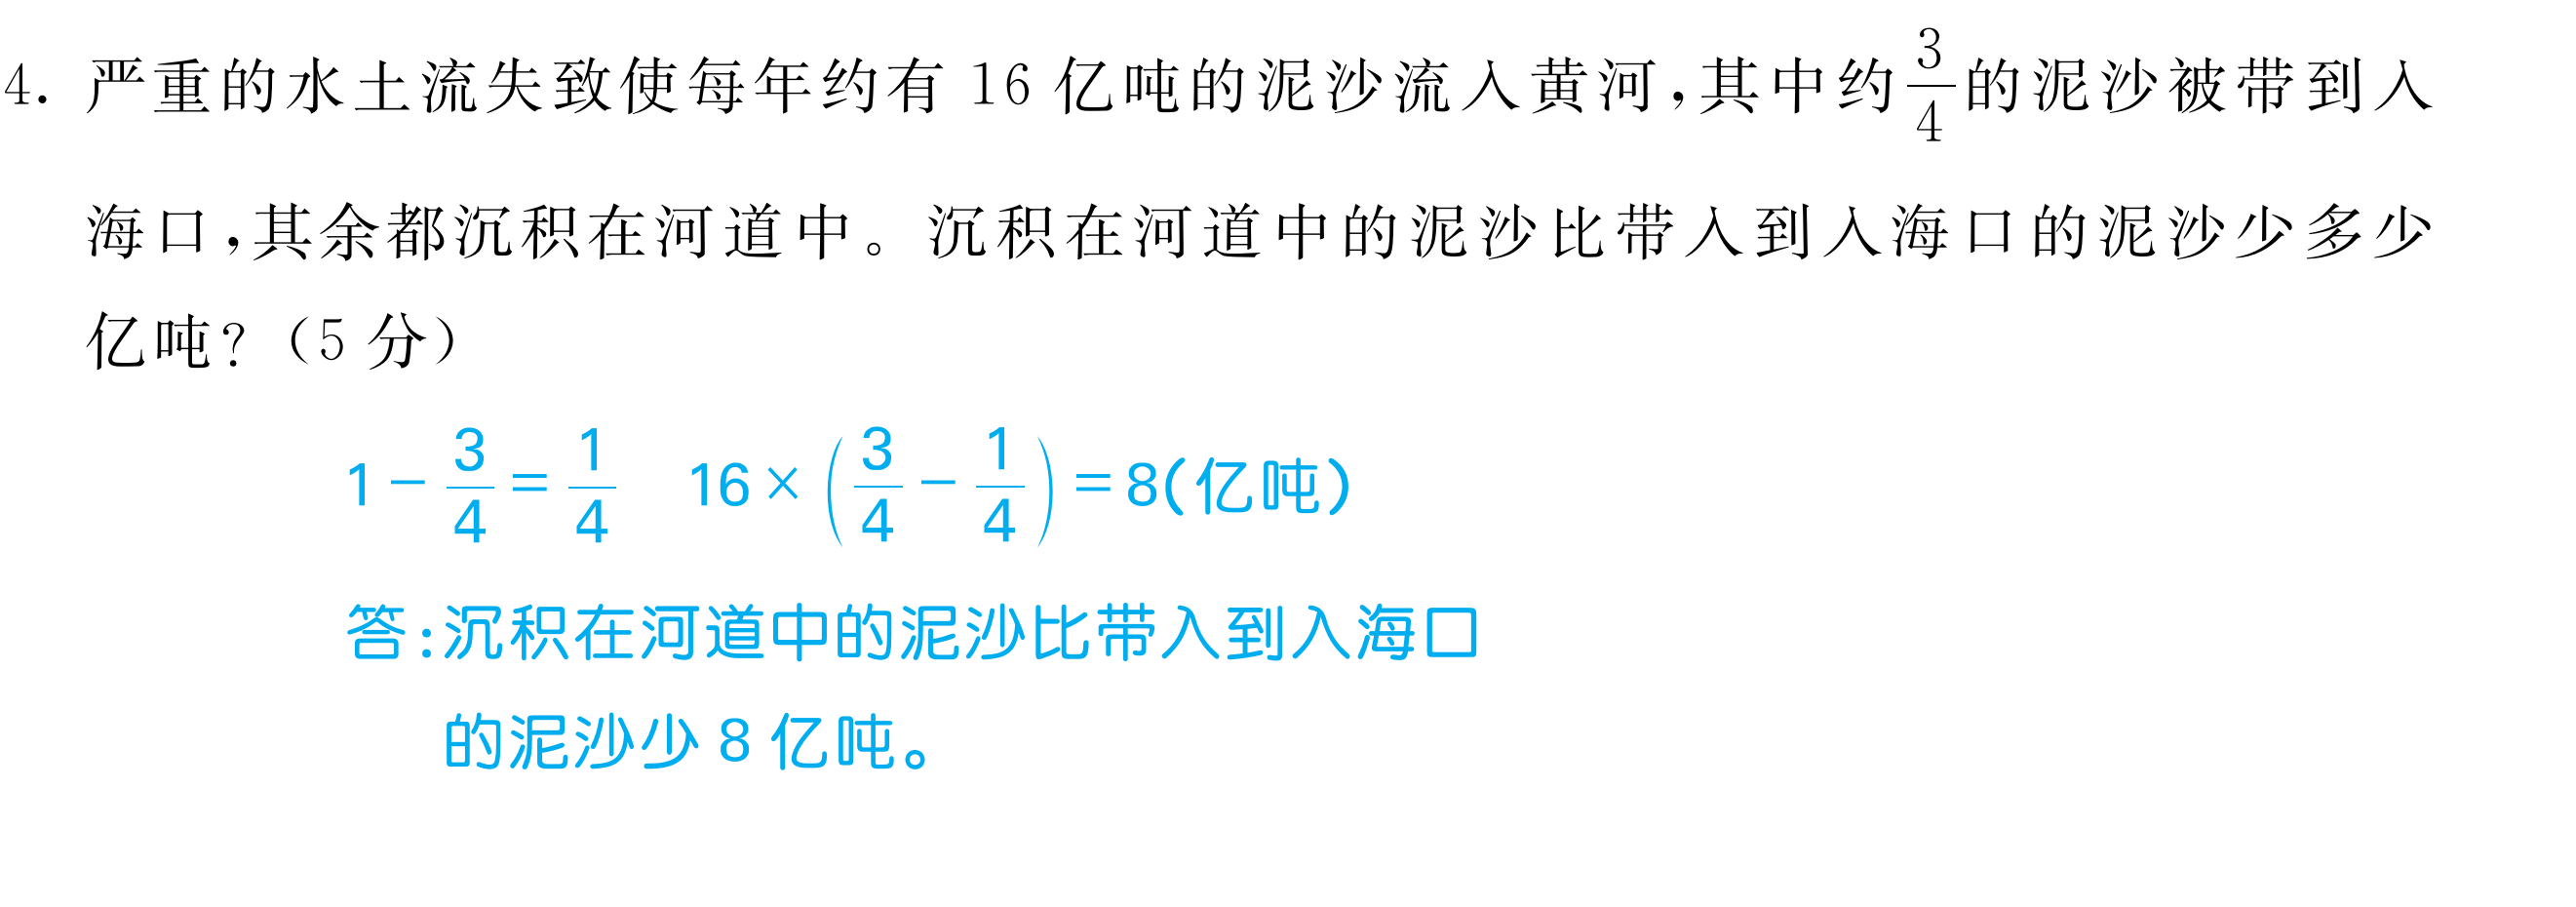 4. 严重的水土流失致使每年约有 16 亿吨的泥沙流入黄河,其中约3/4的泥沙被带到入
海口,其余都沉积在河道中。沉积在河道中的泥沙比带入到入海口的泥沙少多少
亿吨?(5 分)
1 - 3/4 = 1/4 16 × (3/4 - 1/4) = 8(亿吨)
答:沉积在河道中的泥沙比带入到入海口
的泥沙少 8 亿吨。